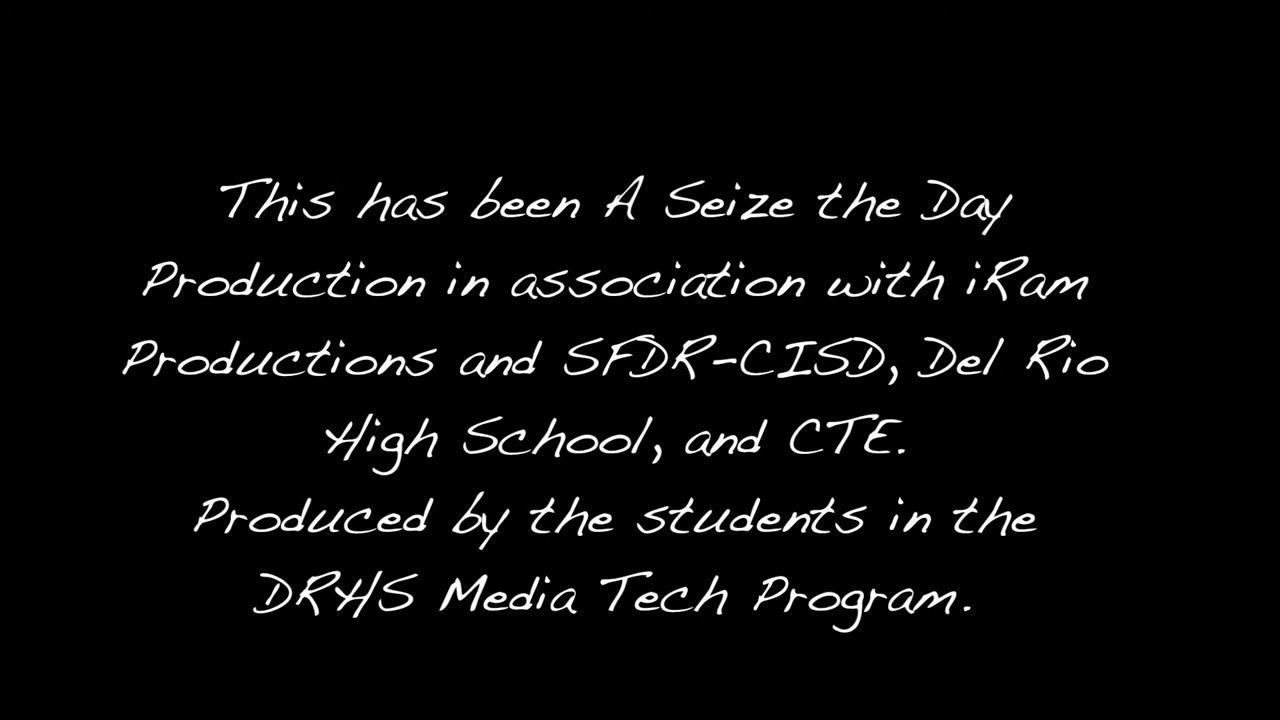 This has been A Seize the Day
Production in association with iRam
Productions and SFDR-CISD, Del Rio
High School, and CTE.
Produced by the students in the
DRHS Media Tech Program.